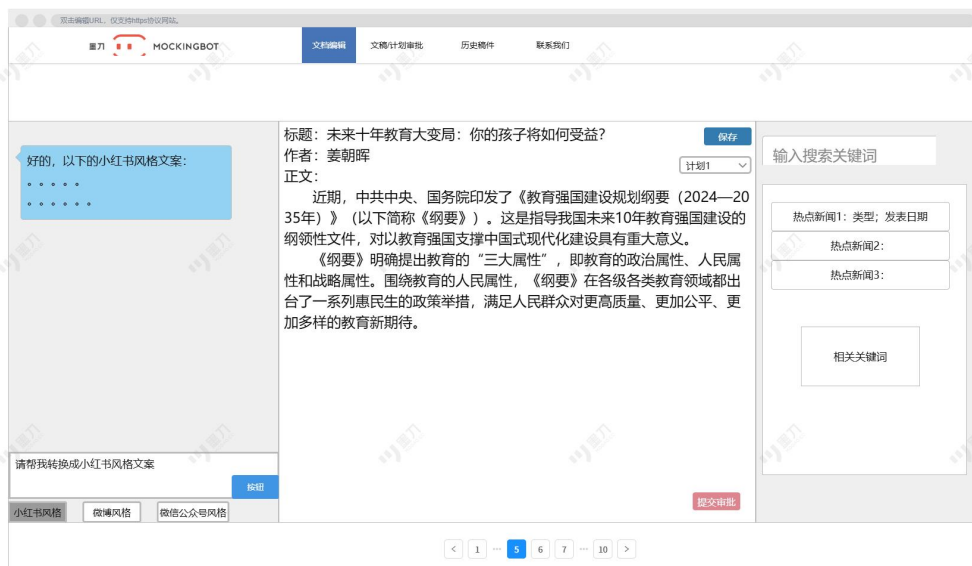 双击编辑URL，仅支持https协议网站。
墨刀 MOCKINGBOT
文档编辑 文稿/计划审批 历史稿件 联系我们
好的，以下的小红书风格文案：
。。。。。
。。。。。。
请帮我转换成小红书风格文案
按钮
小红书风格 微博风格 微信公众号风格
标题：未来十年教育大变局：你的孩子将如何受益？
保存
作者：姜朝晖
计划1
正文：
近期，中共中央、国务院印发了《教育强国建设规划纲要（2024—20
35年）》（以下简称《纲要》）。这是指导我国未来10年教育强国建设的
纲领性文件，对以教育强国支撑中国式现代化建设具有重大意义。
《纲要》明确提出教育的“三大属性”，即教育的政治属性、人民属
性和战略属性。围绕教育的人民属性，《纲要》在各级各类教育领域都出
台了一系列惠民生的政策举措，满足人民群众对更高质量、更加公平、更
加多样的教育新期待。
提交审批
输入搜索关键词
热点新闻1：类型；发表日期
热点新闻2：
热点新闻3：
相关关键词
< 1 ··· 5 6 7 ··· 10 >
墨刀